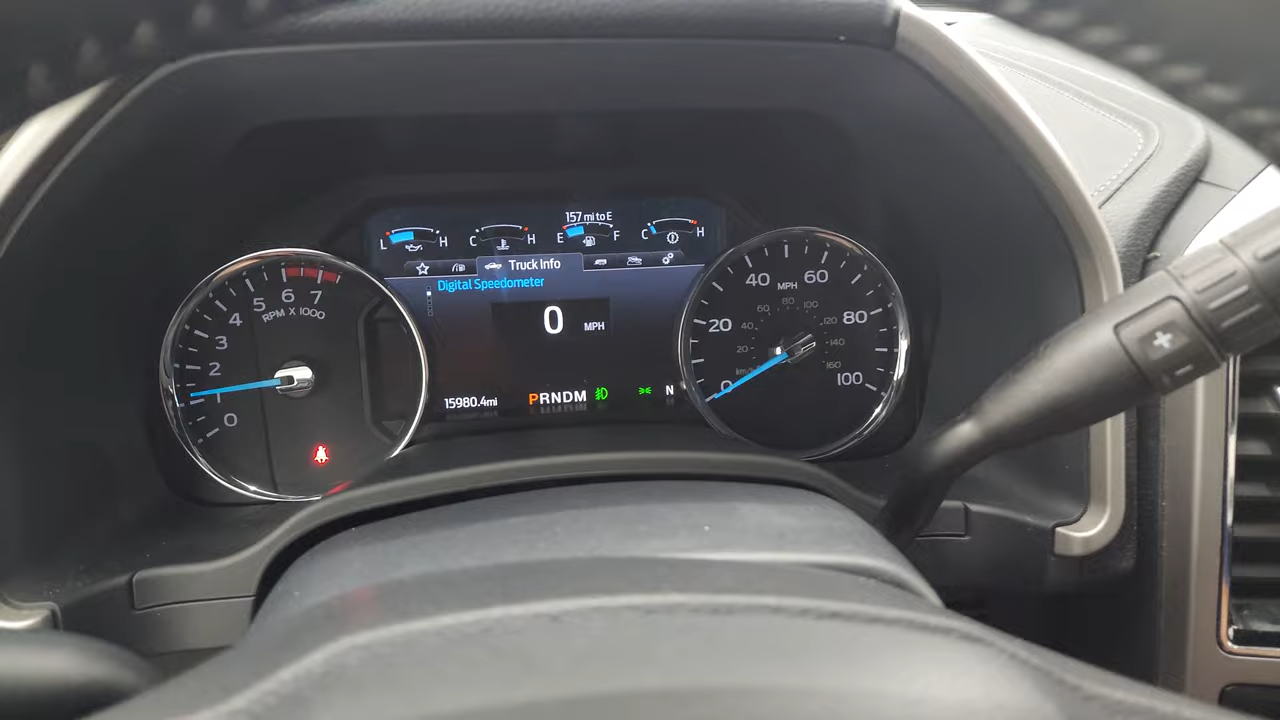 157 mi to E
L H C H E F C H
Truck Info
Digital Speedometer
0 MPH
15980.4mi PRNDM N
0 1 2 3 4 5 6 7
RPM X 1000
0 20 40 60 80 100
MPH
20 40 60 80 100 120 140 160
km/h
+
-